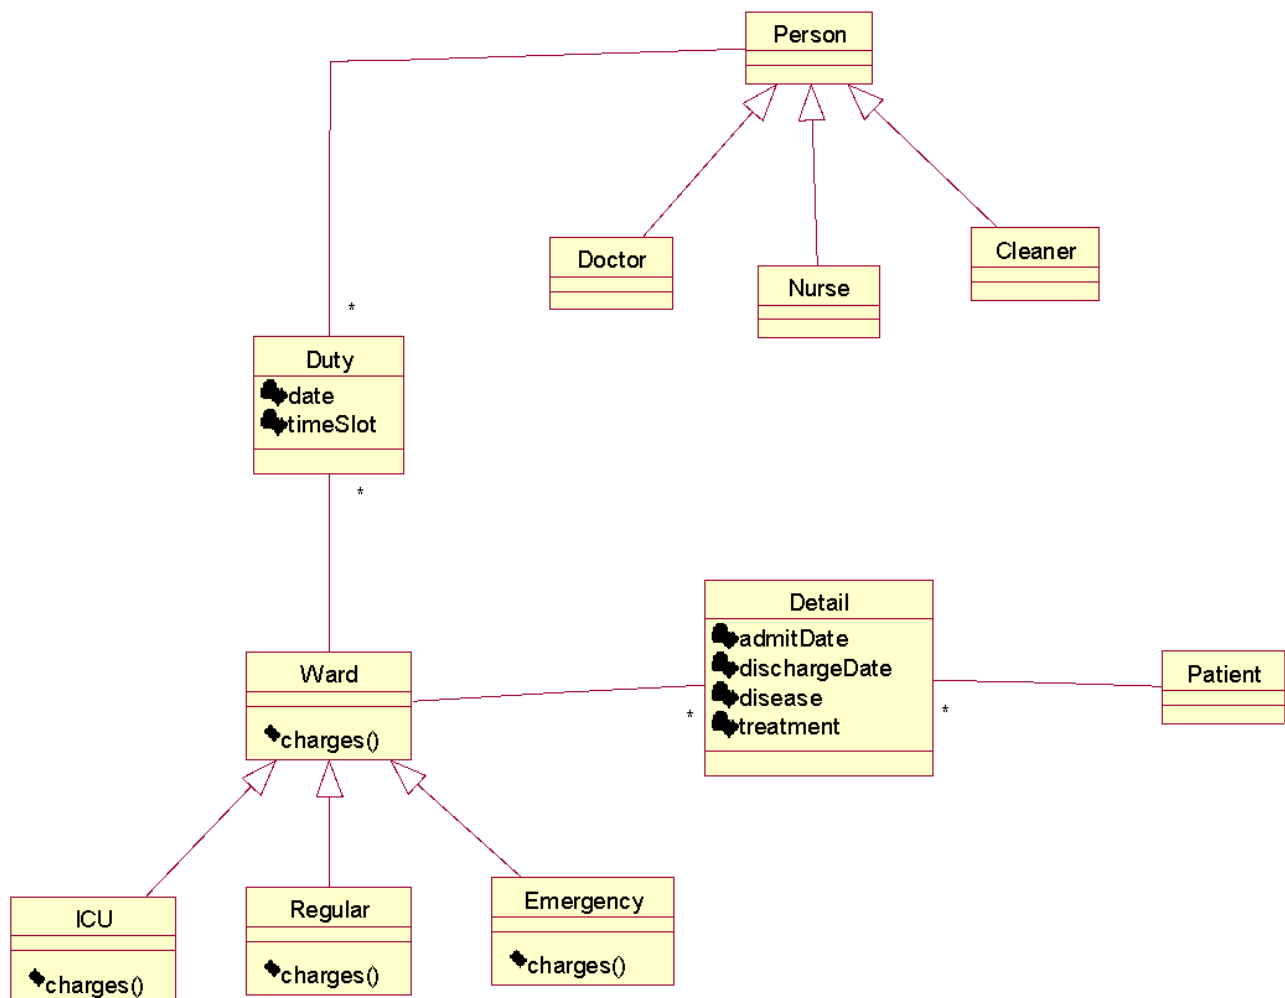 Person
Doctor
Nurse
Cleaner
*
Duty
date
timeSlot
*
Ward
charges()
Detail
admitDate
dischargeDate
disease
treatment
*
*
Patient
ICU
charges()
Regular
charges()
Emergency
charges()